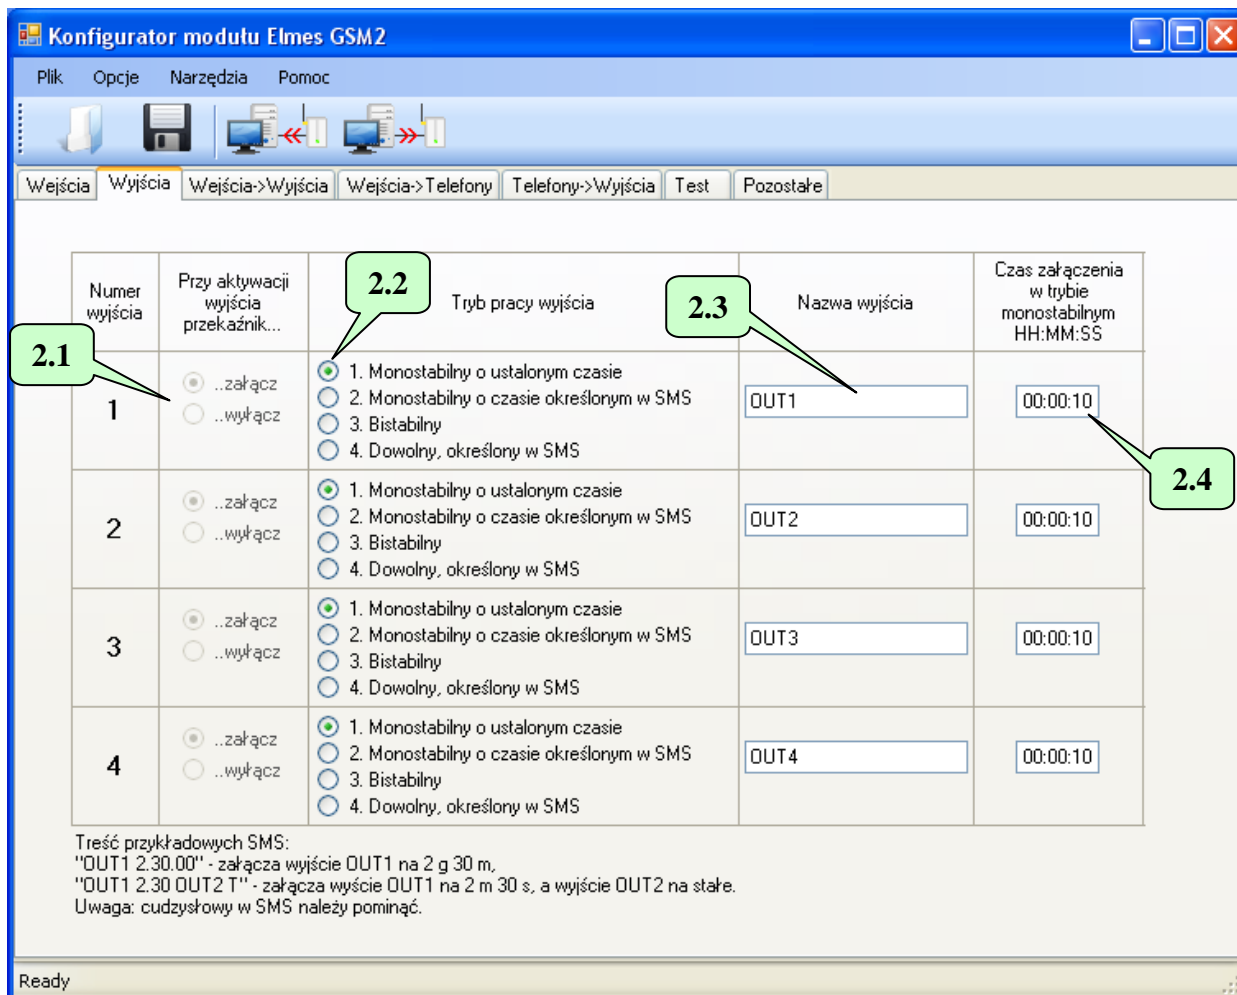 Konfigurator modułu Elmes GSM2
Plik Opcje Narzędzia Pomoc
Wejścia Wyjścia Wejścia->Wyjścia Wejścia->Telefony Telefony->Wyjścia Test Pozostałe
Numer
wyjścia
Przy aktywacji
wyjścia
przekaźnik...
Tryb pracy wyjścia
Nazwa wyjścia
Czas załączenia
w trybie
monostabilnym
HH:MM:SS
2.1
2.2
2.3
2.4
1
..załącz
..wyłącz
1. Monostabilny o ustalonym czasie
2. Monostabilny o czasie określonym w SMS
3. Bistabilny
4. Dowolny, określony w SMS
OUT1
00:00:10
2
..załącz
..wyłącz
1. Monostabilny o ustalonym czasie
2. Monostabilny o czasie określonym w SMS
3. Bistabilny
4. Dowolny, określony w SMS
OUT2
00:00:10
3
..załącz
..wyłącz
1. Monostabilny o ustalonym czasie
2. Monostabilny o czasie określonym w SMS
3. Bistabilny
4. Dowolny, określony w SMS
OUT3
00:00:10
4
..załącz
..wyłącz
1. Monostabilny o ustalonym czasie
2. Monostabilny o czasie określonym w SMS
3. Bistabilny
4. Dowolny, określony w SMS
OUT4
00:00:10
Treść przykładowych SMS:
"OUT1 2.30.00" - załącza wyjście OUT1 na 2 g 30 m,
"OUT1 2.30 OUT2 T" - załącza wyście OUT1 na 2 m 30 s, a wyjście OUT2 na stałe.
Uwaga: cudzysłowy w SMS należy pominąć.
Ready